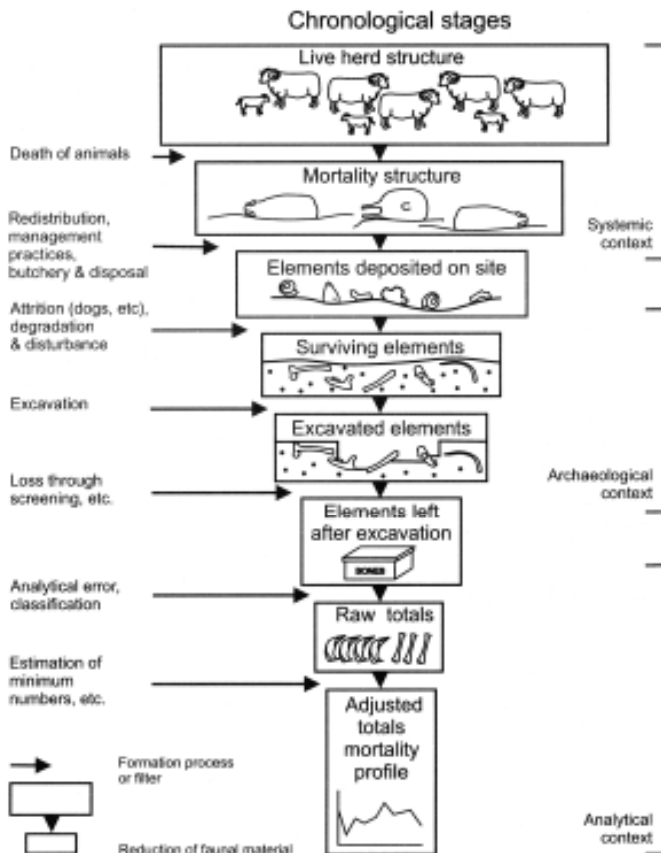 Chronological stages
Live herd structure
Death of animals
Mortality structure
Redistribution,
management
practices,
butchery & disposal
Systemic
context
Elements deposited on site
Attrition (dogs, etc),
degradation
& disturbance
Surviving elements
Excavation
Excavated elements
Loss through
screening, etc.
Archaeological
context
Elements left
after excavation
BONES
Analytical error,
classification
Raw totals
Estimation of
minimum
numbers, etc.
Adjusted
totals
mortality
profile
Formation process
or filter
Reduction of faunal material
Analytical
context